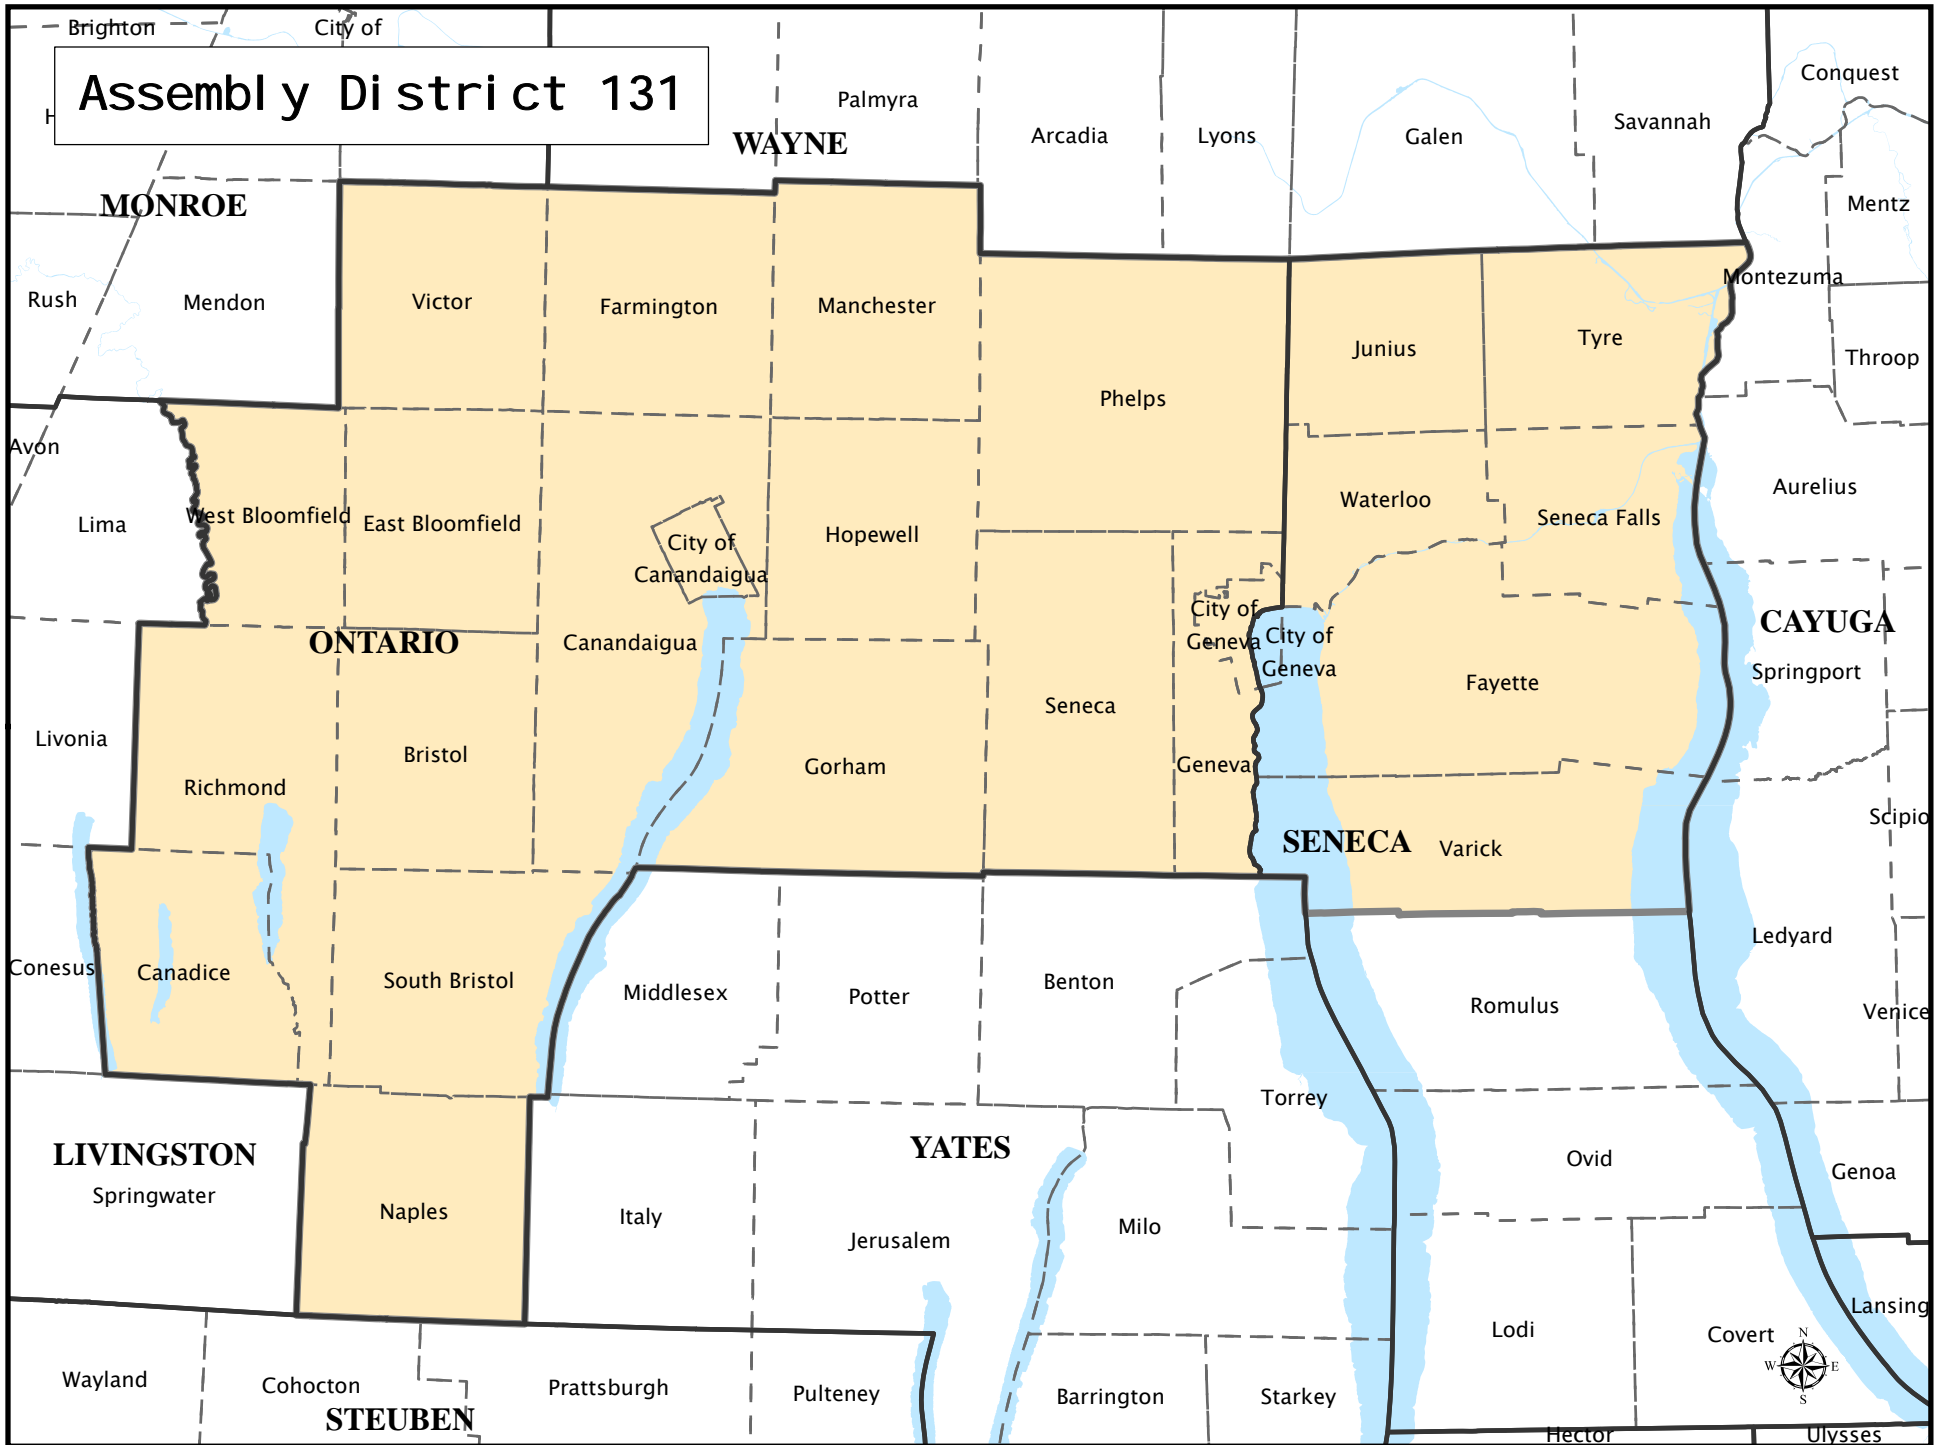 Brighton
City of
Assembly District 131
H
Palmyra
WAYNE
Arcadia
Lyons
Galen
Savannah
Conquest
MONROE
Mentz
Rush
Mendon
Victor
Farmington
Manchester
Montezuma
Junius
Tyre
Throop
Phelps
Avon
Lima
West Bloomfield
East Bloomfield
City of
Canandaigua
Hopewell
Waterloo
Seneca Falls
Aurelius
ONTARIO
Canandaigua
City of
Geneva
City of
Geneva
CAYUGA
Springport
Fayette
Seneca
Livonia
Richmond
Bristol
Gorham
Geneva
SENECA
Varick
Scipio
Conesus
Canadice
South Bristol
Middlesex
Potter
Benton
Romulus
Ledyard
Venice
Torrey
LIVINGSTON
Springwater
YATES
Ovid
Genoa
Naples
Italy
Jerusalem
Milo
Lansing
Lodi
Covert
N
W
E
S
Wayland
Cohocton
STEUBEN
Prattsburgh
Pulteney
Barrington
Starkey
Hector
Ulysses